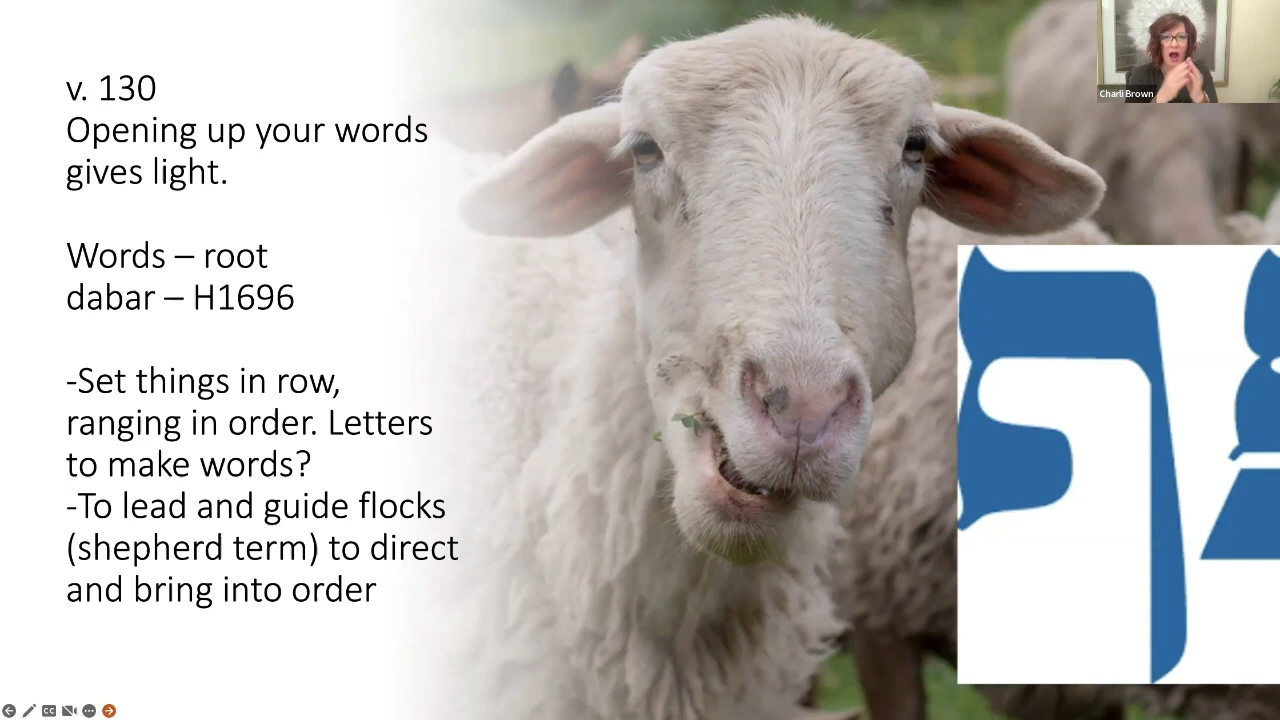 v. 130
Opening up your words
gives light.
Words – root
dabar – H1696
-Set things in row,
ranging in order. Letters
to make words?
-To lead and guide flocks
(shepherd term) to direct
and bring into order
Charli Brown
ף
CC